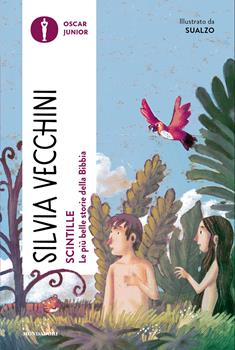 OSCAR
JUNIOR
Illustrato da
SUALZO
SILVIA VECCHINI
SCINTILLE
Le più belle storie della Bibbia
MONDADORI